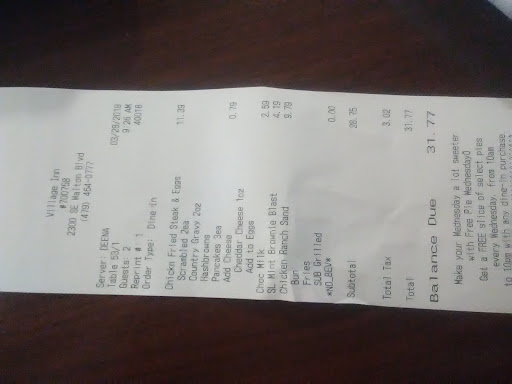 Village Inn
#700758
2300 SE Walton Blvd
(479) 464-0777
Server: DEENA 03/28/2018
Table 53/1 9:26 AM
Guests: 2 40018
Reprint #: 1
Order Type: Dine in
Chickn Fried Steak & Eggs 11.39
Scrambled 2ea
Country Gravy 2oz
Hashbrowns
Pancakes 3ea
Add Cheese 0.79
Cheddar Cheese 1oz
Add to Eggs
Choc Milk 2.59
SL Mint Brownie Blast 4.19
Chicken Ranch Sand 9.79
Bun
Fries
SUB Grilled 0.00
*NO BEV*
Subtotal 28.75
Total Tax 3.02
Total 31.77
Balance Due 31.77
Make your Wednesday a lot sweeter
with Free Pie Wednesday!
Get a FREE slice of select pies
every Wednesday, from 10am
to 10pm with any dine-in purchase